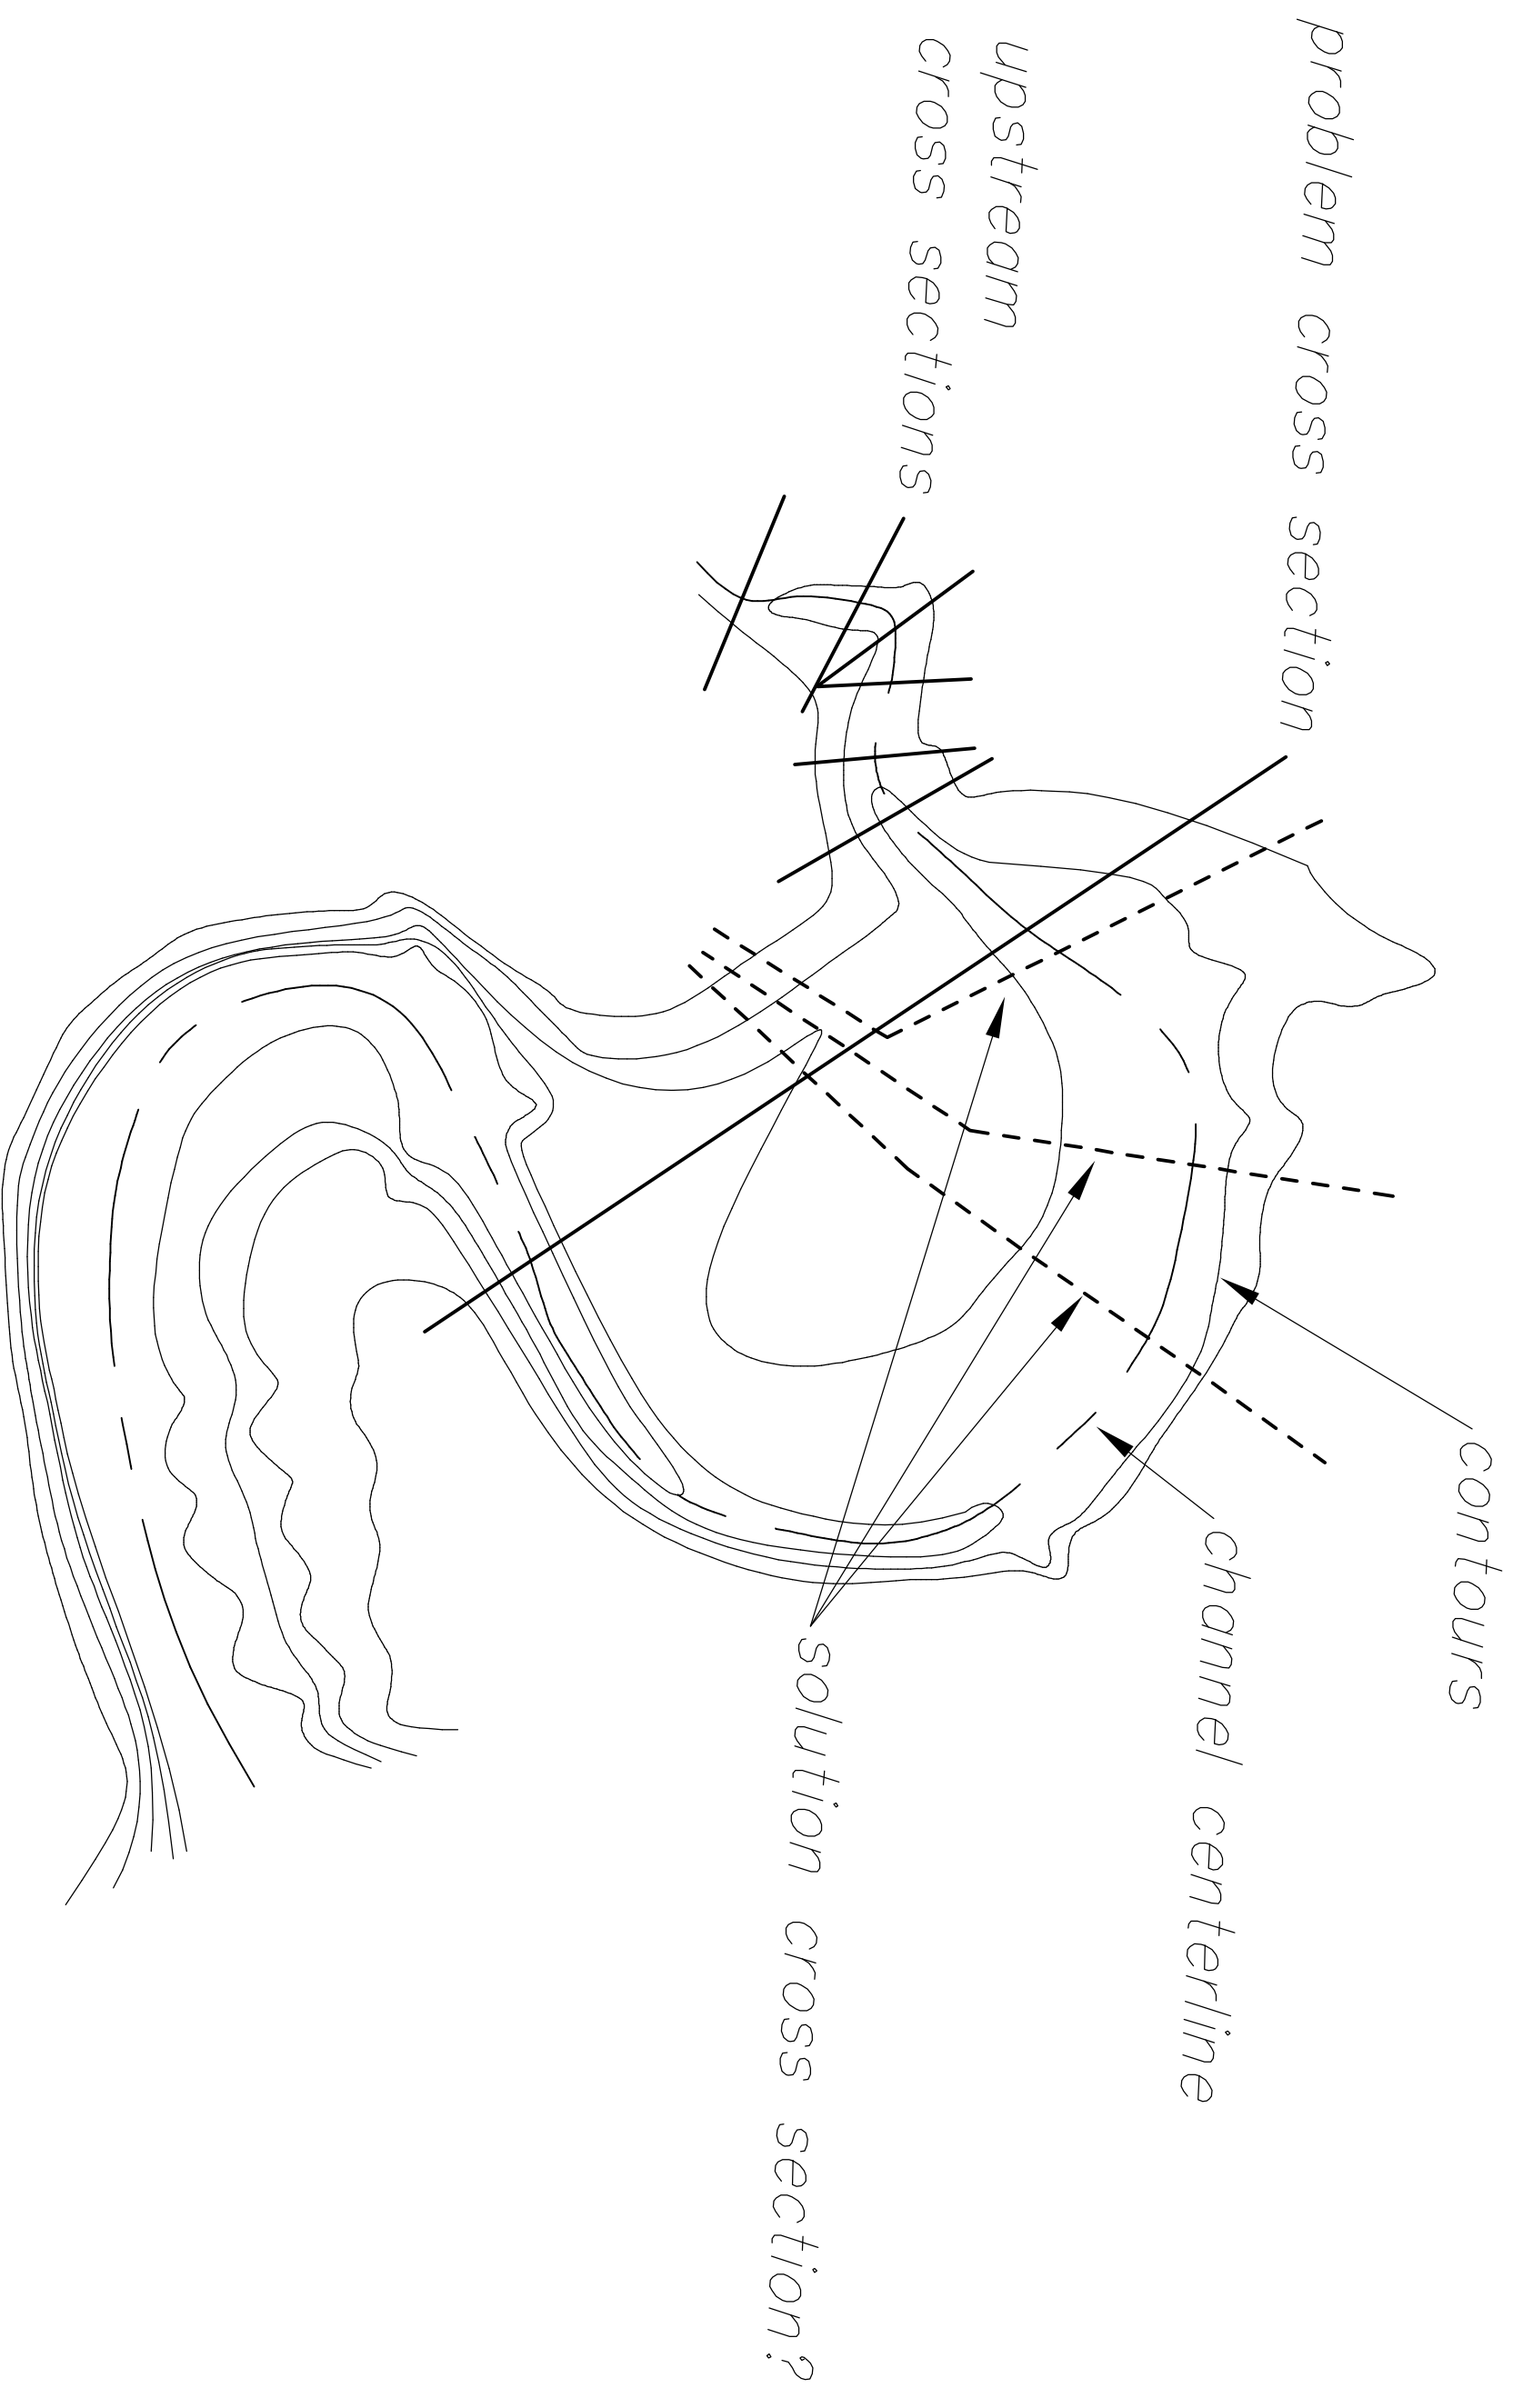 problem cross section
upstream
cross sections
contours
channel centerline
solution cross section?